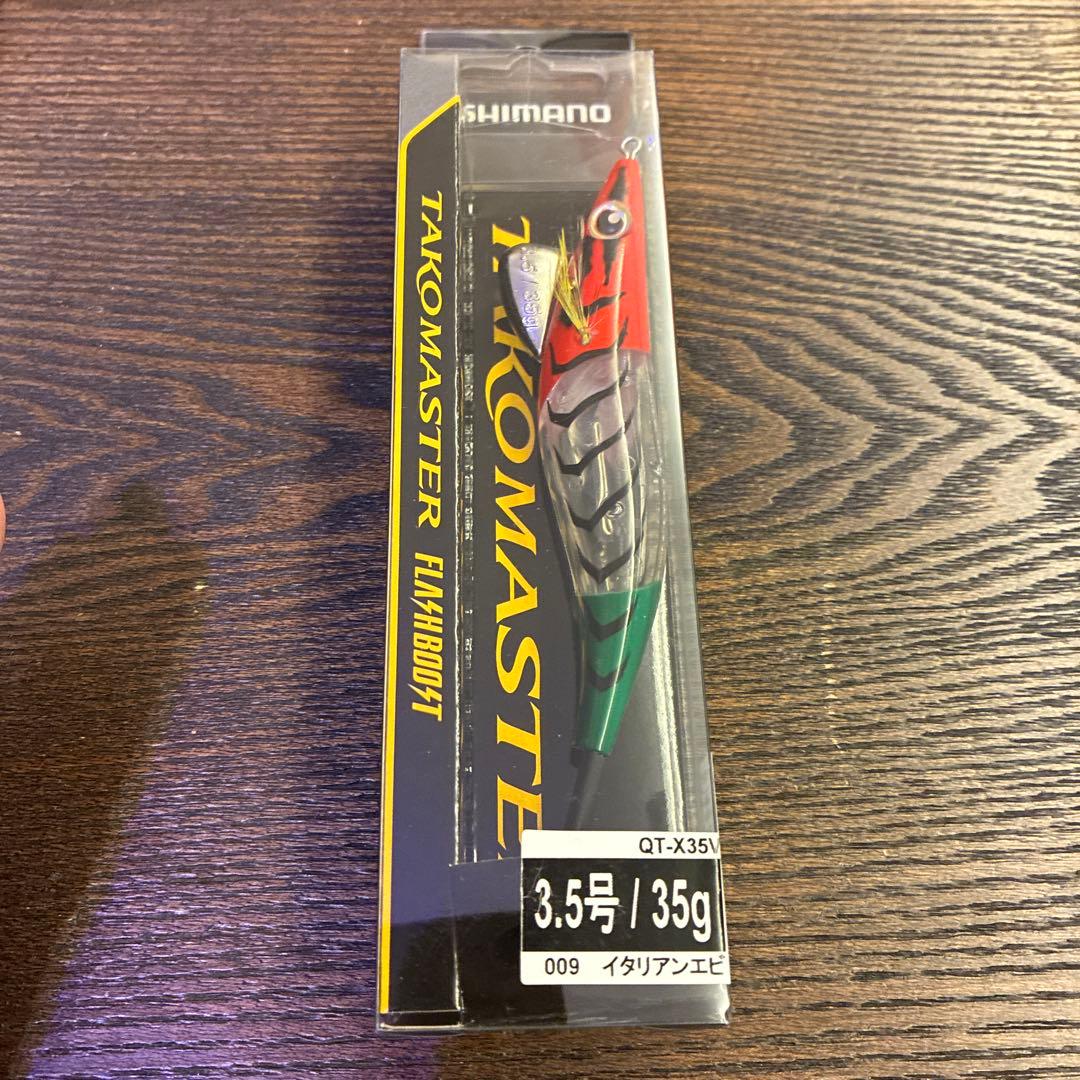 SHIMANO
TAKOMASTER FLASHBOOST
TAKOMASTE
3.5/35g
QT-X35V
3.5号 / 35g
009 イタリアンエビ